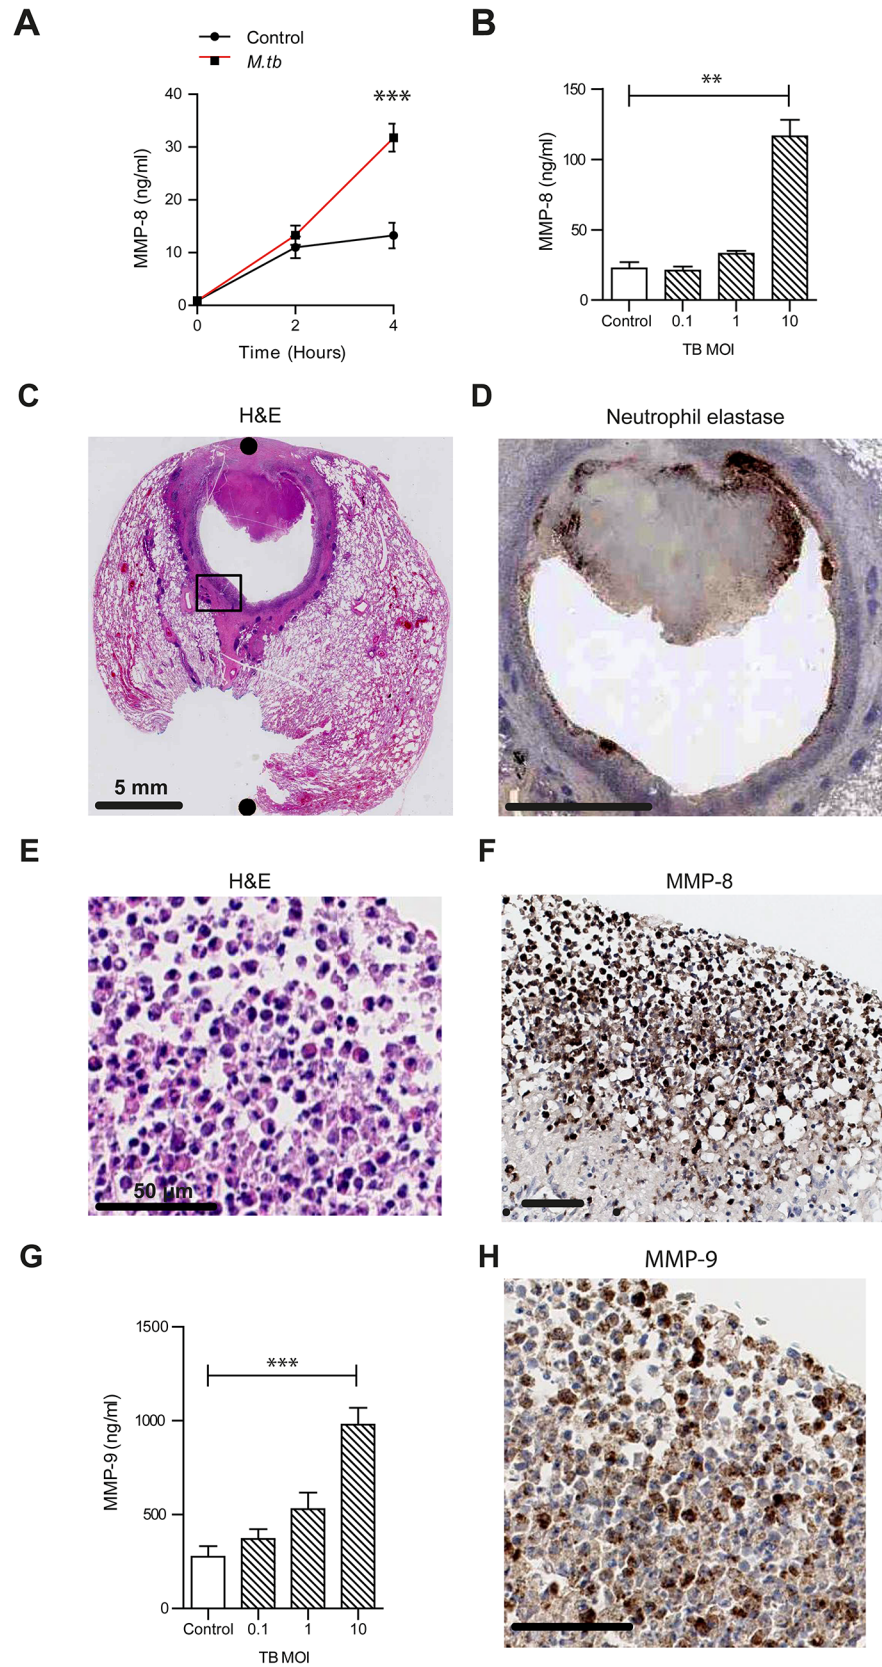 A
Control
M.tb
***
MMP-8 (ng/ml)
40
30
20
10
0
0 2 4
Time (Hours)
B
**
MMP-8 (ng/ml)
150
100
50
0
Control 0.1 1 10
TB MOI
C
H&E
5 mm
D
Neutrophil elastase
E
H&E
50 µm
F
MMP-8
G
***
MMP-9 (ng/ml)
1500
1000
500
0
Control 0.1 1 10
TB MOI
H
MMP-9